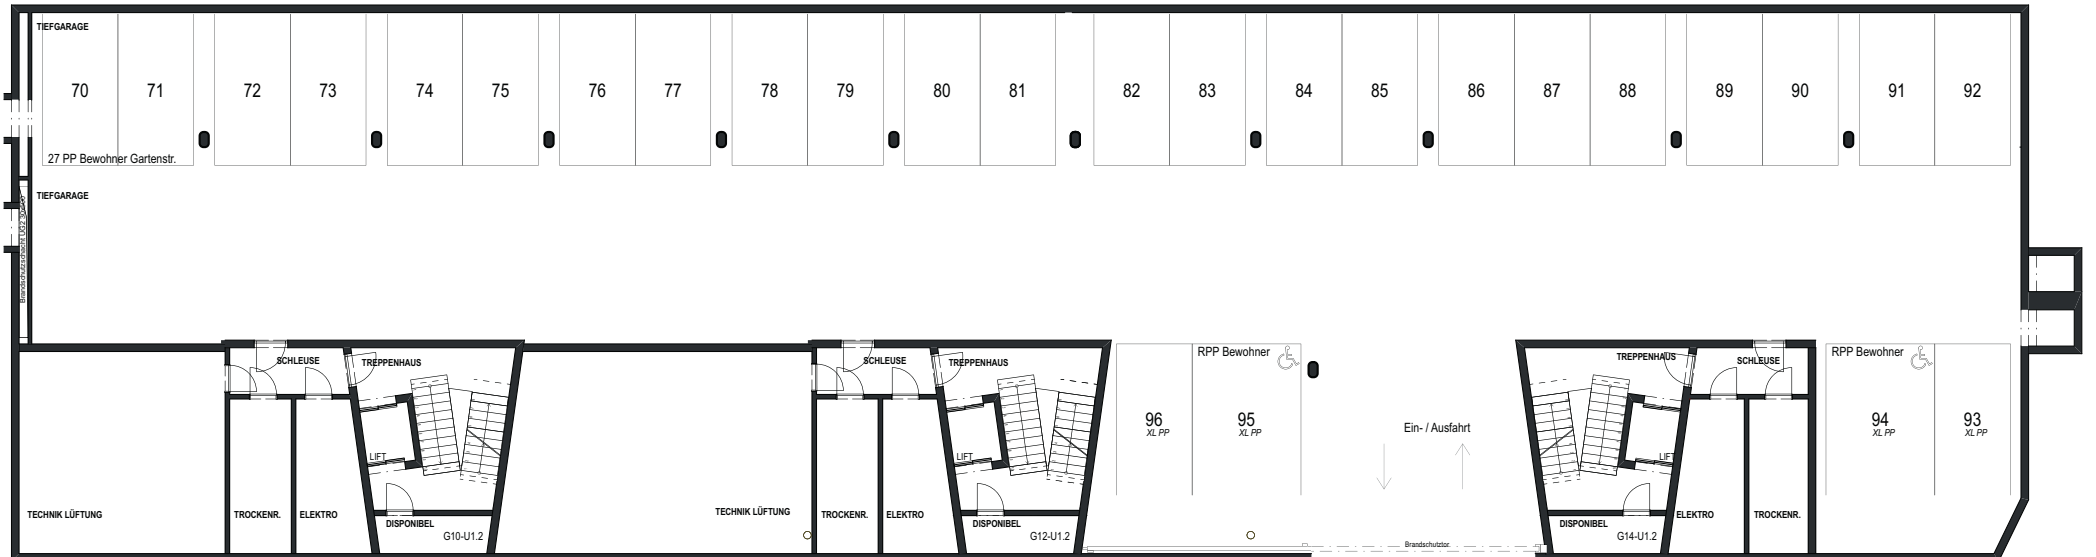 TIEFGARAGE
70 71 72 73 74 75 76 77 78 79 80 81 82 83 84 85 86 87 88 89 90 91 92
27 PP Bewohner Gartenstr.
TIEFGARAGE
SCHLEUSE
TREPPENHAUS
LIFT
TECHNIK LÜFTUNG
TROCKENR.
ELEKTRO
DISPONIBEL
G10-U1.2
SCHLEUSE
TREPPENHAUS
LIFT
TECHNIK LÜFTUNG
TROCKENR.
ELEKTRO
DISPONIBEL
G12-U1.2
RPP Bewohner
96
XL PP
95
XL PP
Ein- / Ausfahrt
Brandschutztor
TREPPENHAUS
SCHLEUSE
LIFT
DISPONIBEL
G14-U1.2
ELEKTRO
TROCKENR.
RPP Bewohner
94
XL PP
93
XL PP